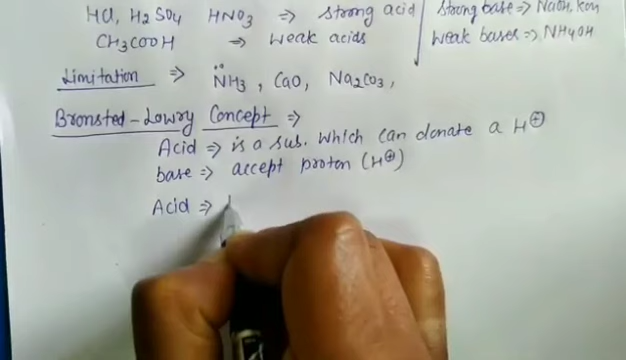 HCl, H2SO4 HNO3 => strong acid
CH3COOH => weak acids
strong base => NaOH, KOH
weak bases => NH4OH
Limitation => N̈H3, CaO, Na2CO3,
Bronsted-Lowry Concept =>
Acid => is a sus. which can donate a H⊕
base => accept proton (H⊕)
Acid =>